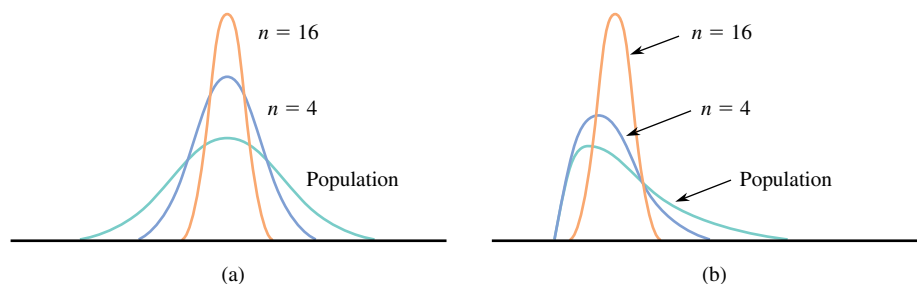 n = 16
n = 4
Population
(a)
n = 16
n = 4
Population
(b)